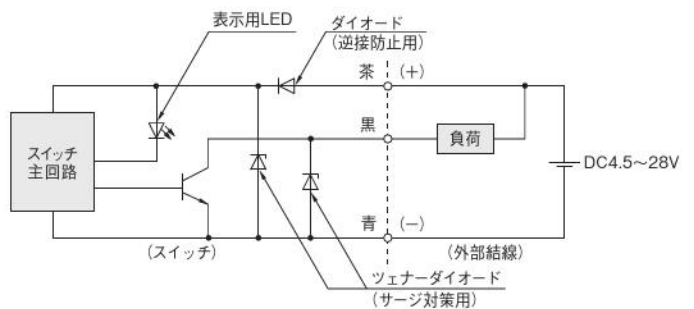 表示用LED
ダイオード
(逆接防止用)
茶 (+)
黒
スイッチ
主回路
負荷
DC4.5~28V
青 (−)
(スイッチ)
(外部結線)
ツェナーダイオード
(サージ対策用)